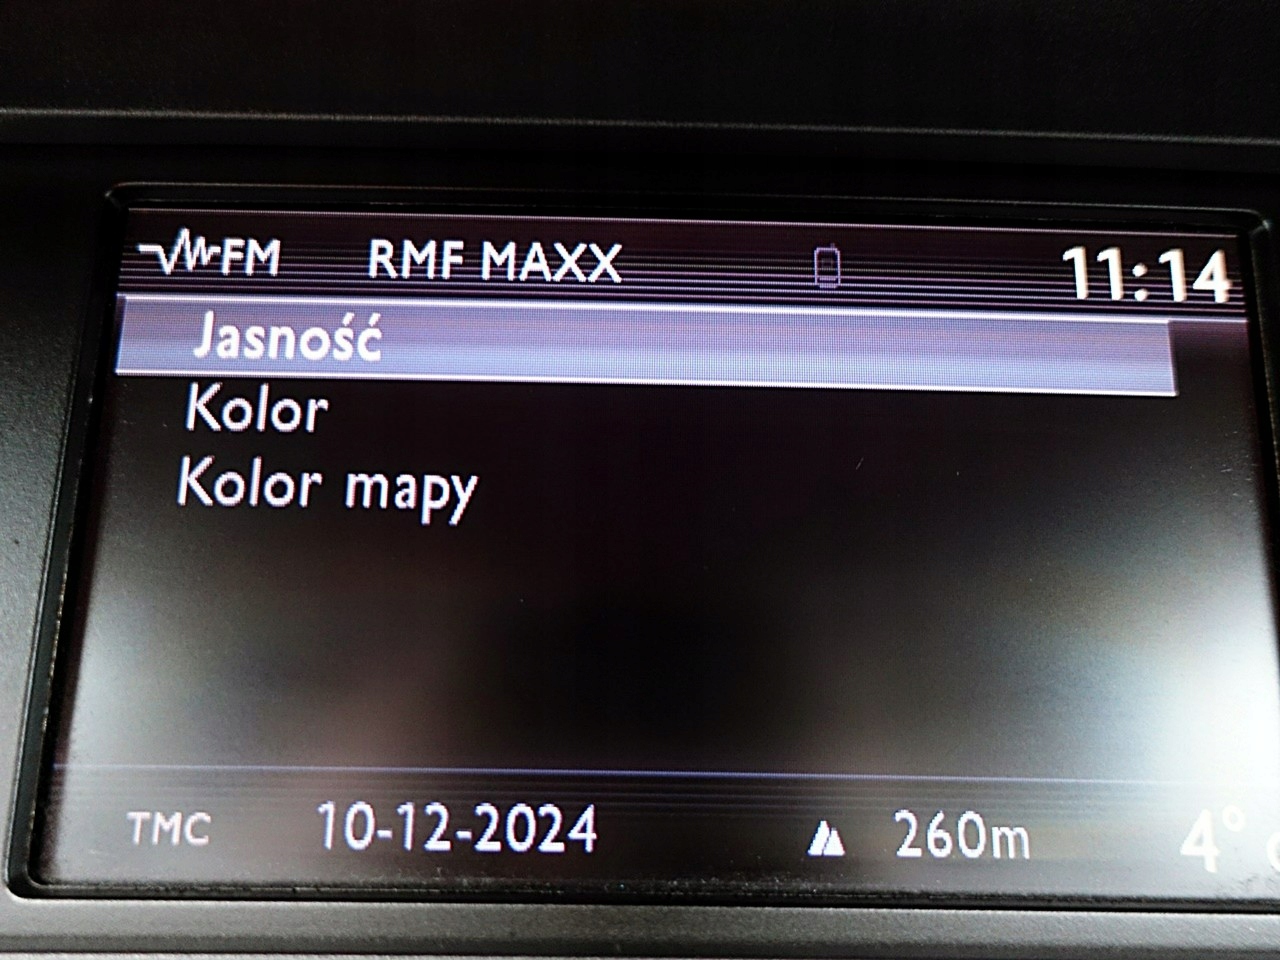 FM RMF MAXX 11:14
Jasność
Kolor
Kolor mapy
TMC 10-12-2024 260m 4°